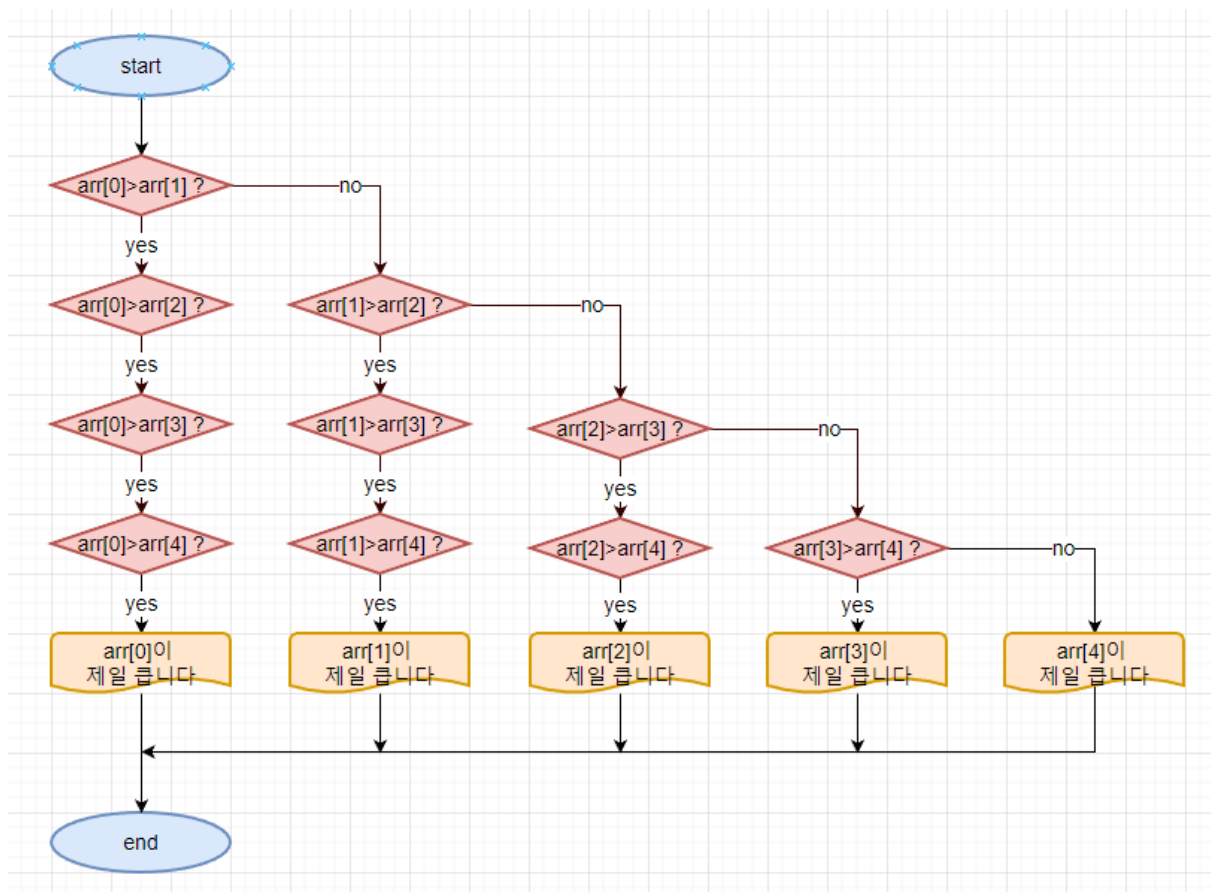 start
arr[0]>arr[1] ?
no
yes
arr[0]>arr[2] ?
arr[1]>arr[2] ?
no
yes
yes
arr[0]>arr[3] ?
arr[1]>arr[3] ?
arr[2]>arr[3] ?
no
yes
yes
yes
arr[0]>arr[4] ?
arr[1]>arr[4] ?
arr[2]>arr[4] ?
arr[3]>arr[4] ?
no
yes
yes
yes
yes
arr[0]이
제일 큽니다
arr[1]이
제일 큽니다
arr[2]이
제일 큽니다
arr[3]이
제일 큽니다
arr[4]이
제일 큽니다
end